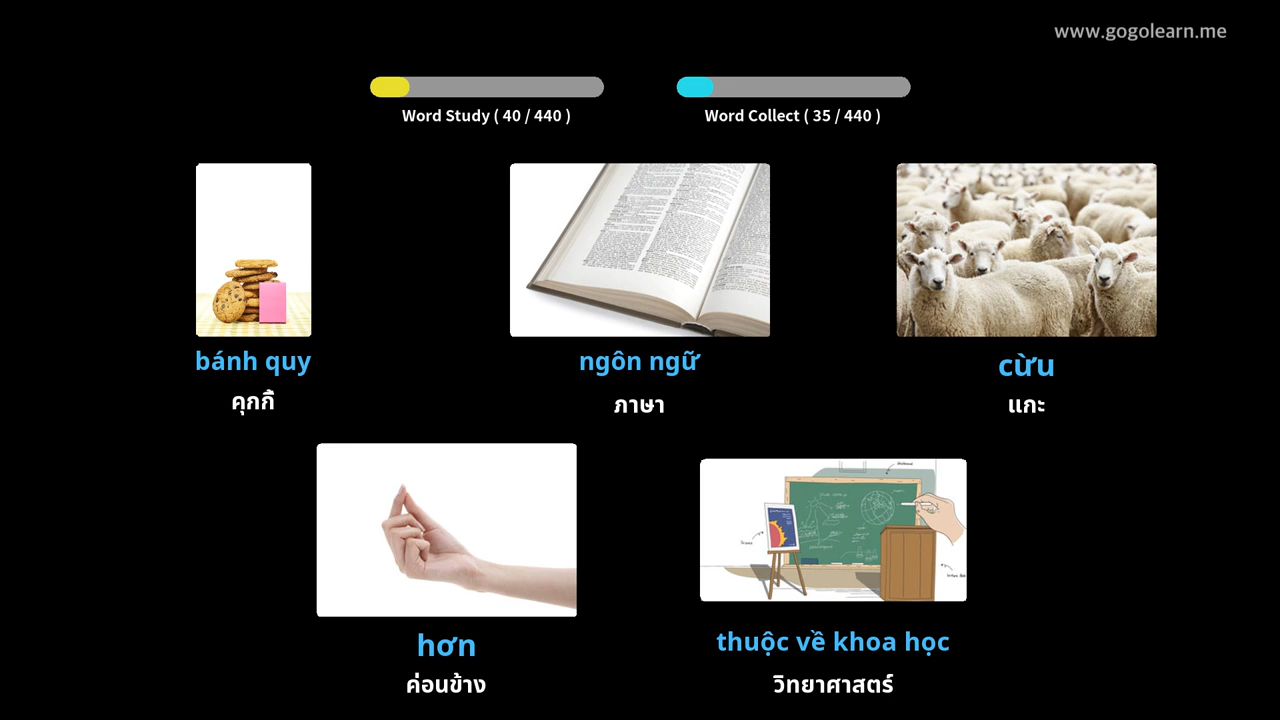 www.gogolearn.me
Word Study ( 40 / 440 )
Word Collect ( 35 / 440 )
bánh quy
คุกกี้
ngôn ngữ
ภาษา
cừu
แกะ
hơn
ค่อนข้าง
thuộc về khoa học
วิทยาศาสตร์